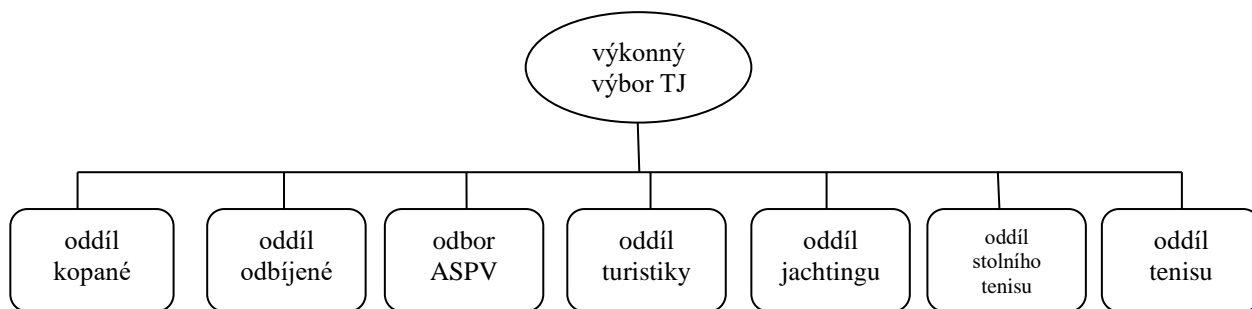 výkonný
výbor TJ
oddíl
kopané
oddíl
odbíjené
odbor
ASPV
oddíl
turistiky
oddíl
jachtingu
oddíl
stolního
tenisu
oddíl
tenisu